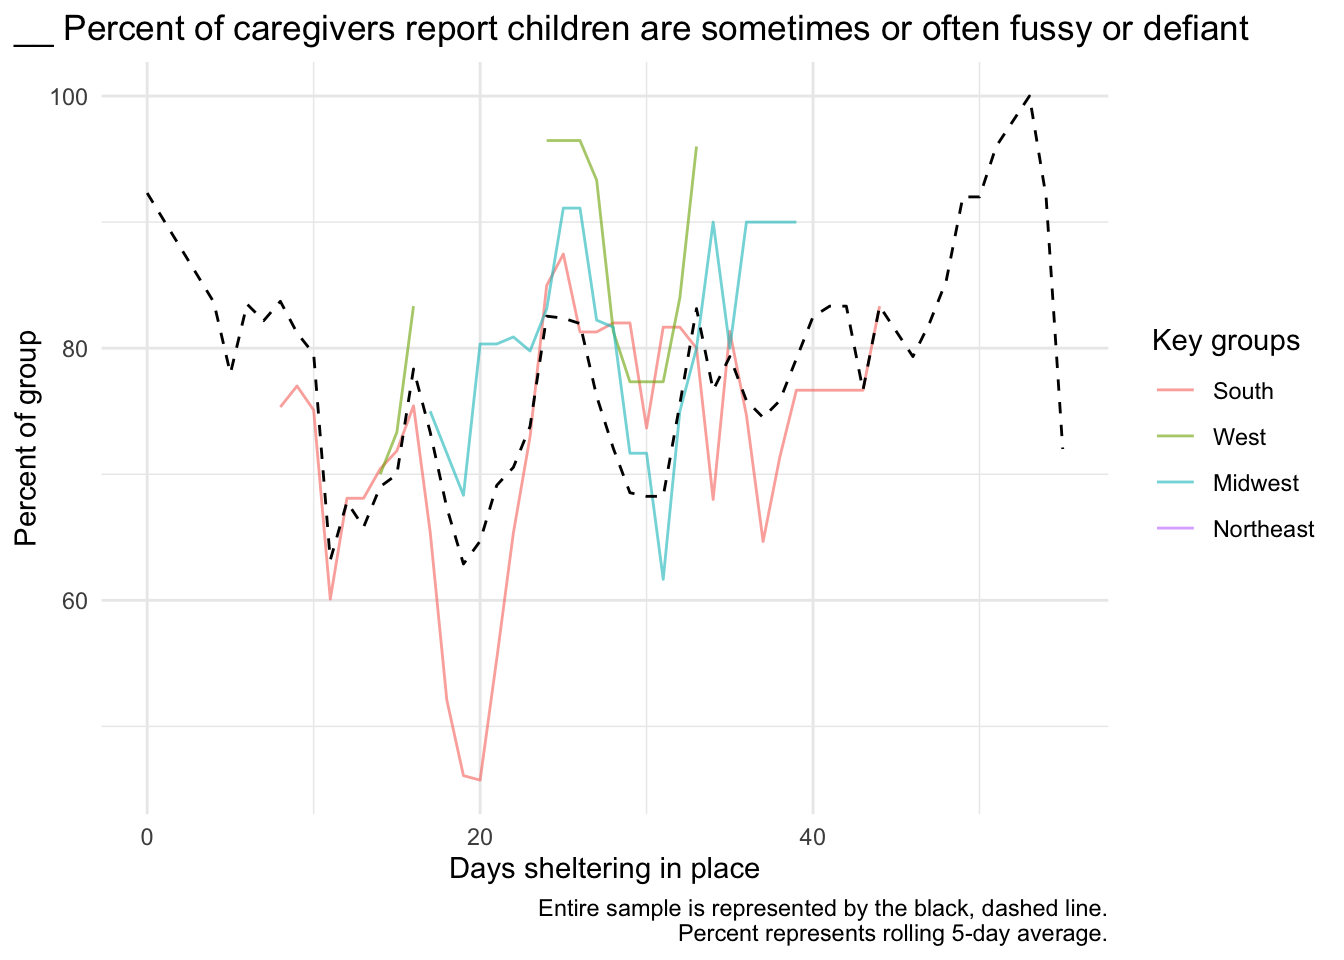 __ Percent of caregivers report children are sometimes or often fussy or defiant
Percent of group
100
80
60
0 20 40
Days sheltering in place
Key groups
South
West
Midwest
Northeast
Entire sample is represented by the black, dashed line.
Percent represents rolling 5-day average.